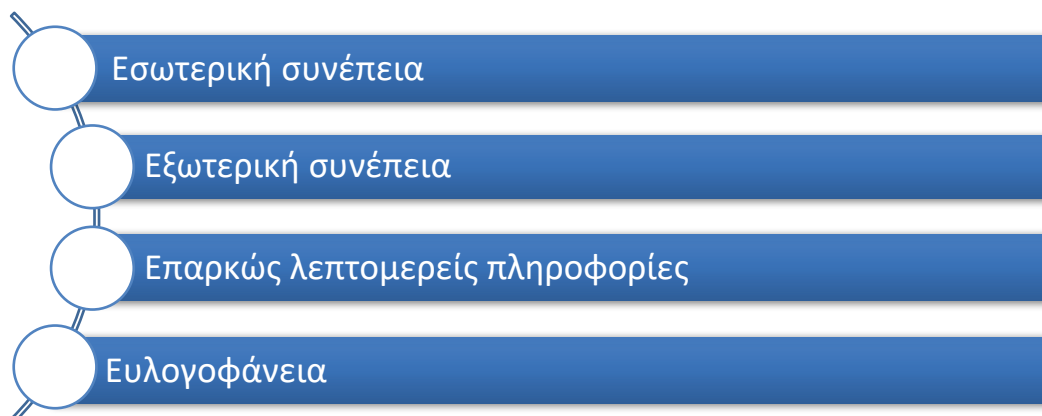 Εσωτερική συνέπεια
Εξωτερική συνέπεια
Επαρκώς λεπτομερείς πληροφορίες
Ευλογοφάνεια